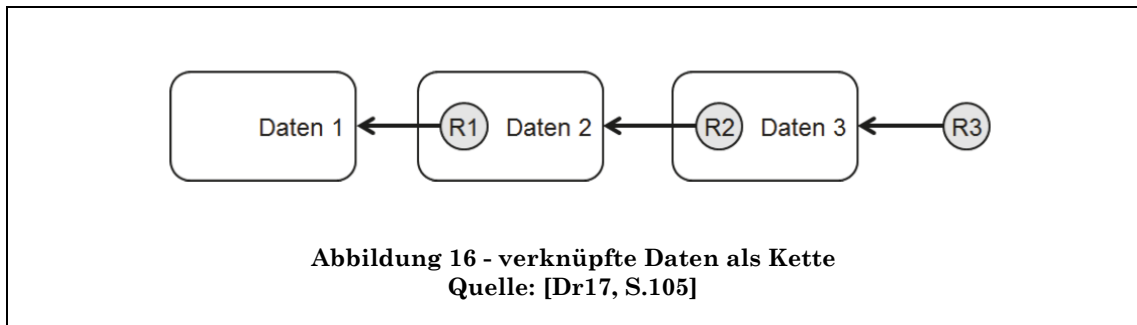 Daten 1 R1 Daten 2 R2 Daten 3 R3
Abbildung 16 - verknüpfte Daten als Kette
Quelle: [Dr17, S.105]